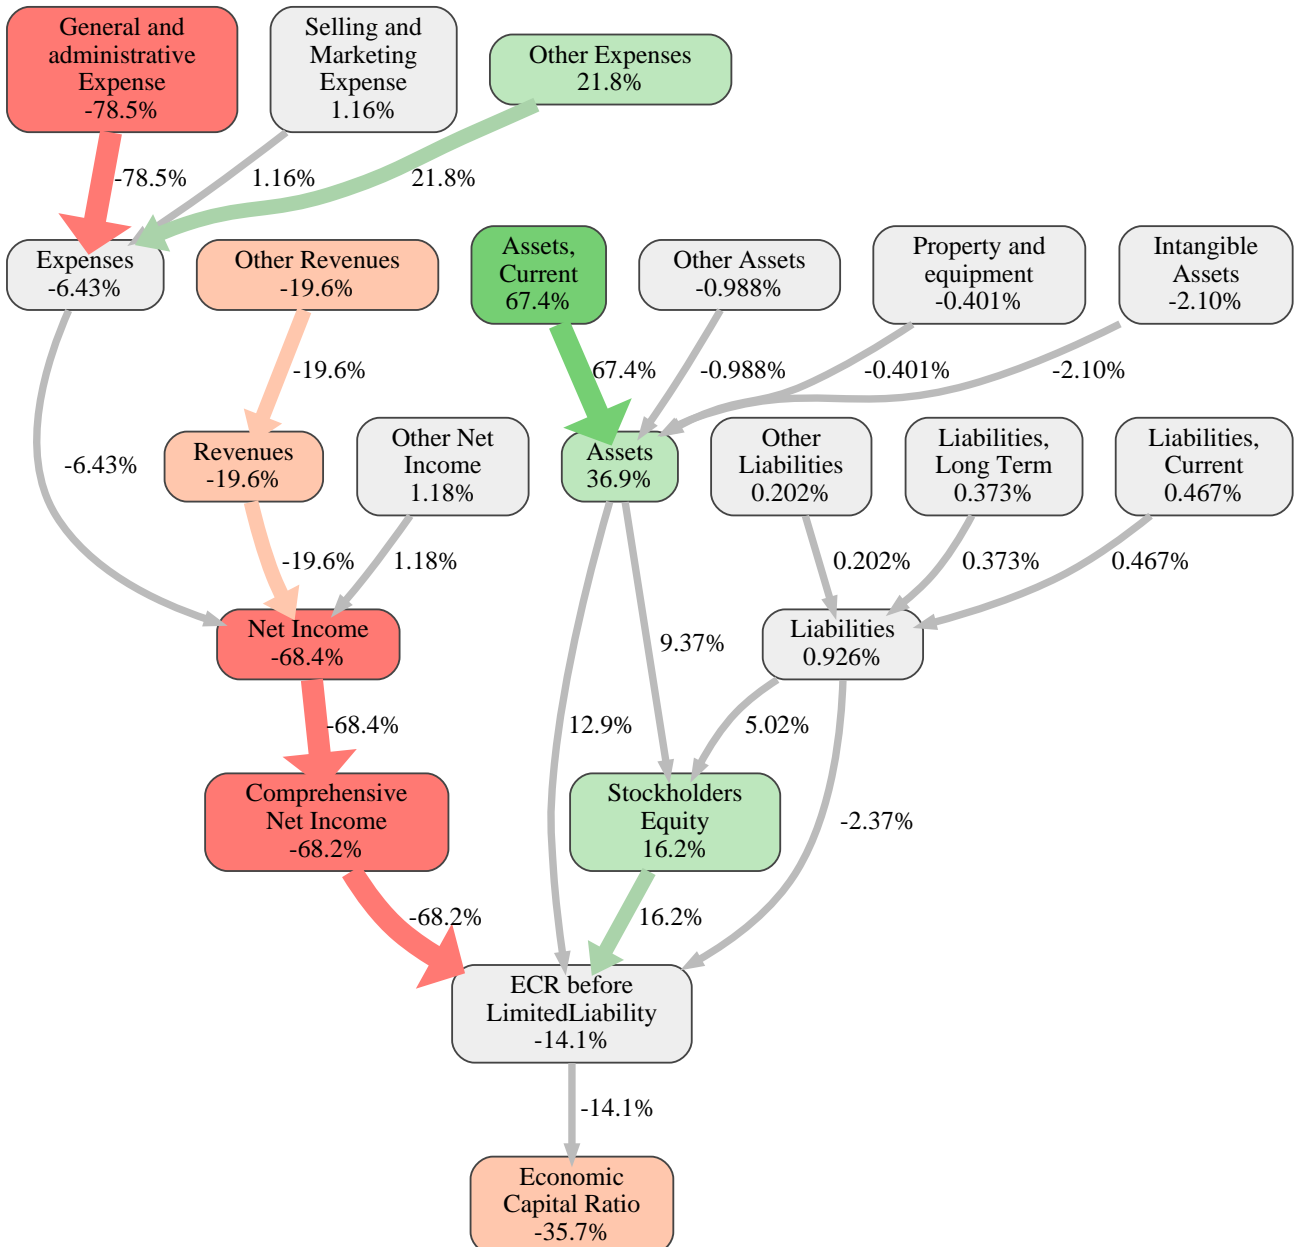 General and
administrative
Expense
-78.5%
Selling and
Marketing
Expense
1.16%
Other Expenses
21.8%
-78.5%
1.16%
21.8%
Expenses
-6.43%
Other Revenues
-19.6%
Assets,
Current
67.4%
Other Assets
-0.988%
Property and
equipment
-0.401%
Intangible
Assets
-2.10%
-19.6%
67.4%
-0.988%
-0.401%
-2.10%
-6.43%
Revenues
-19.6%
Other Net
Income
1.18%
Assets
36.9%
Other
Liabilities
0.202%
Liabilities,
Long Term
0.373%
Liabilities,
Current
0.467%
-19.6%
1.18%
0.202%
0.373%
0.467%
Net Income
-68.4%
9.37%
Liabilities
0.926%
-68.4%
12.9%
5.02%
Comprehensive
Net Income
-68.2%
Stockholders
Equity
16.2%
-2.37%
-68.2%
16.2%
ECR before
LimitedLiability
-14.1%
-14.1%
Economic
Capital Ratio
-35.7%